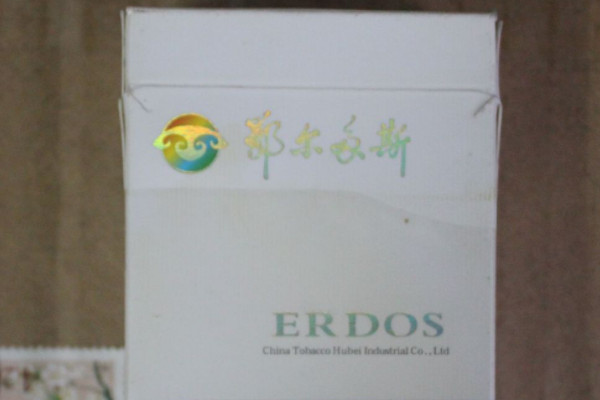 鄂尔多斯
ERDOS
China Tobacco Hubei Industrial Co., Ltd